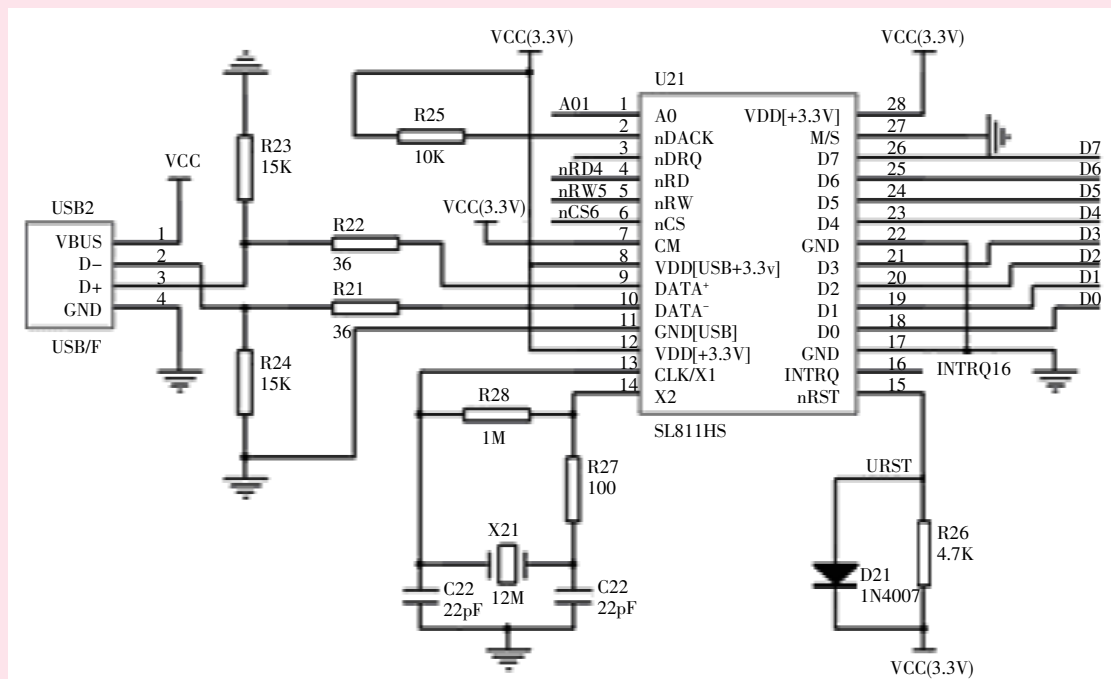 VCC(3.3V)
VCC(3.3V)
U21
A01
1
A0
VDD[+3.3V]
28
R25
10K
2
nDACK
M/S
27
R23
15K
3
nDRQ
D7
26
D7
VCC
nRD4
4
nRD
D6
25
D6
nRW5
5
nRW
D5
24
D5
USB2
VCC(3.3V)
nCS6
6
nCS
D4
23
D4
VBUS
1
R22
36
7
CM
GND
22
D3
D-
2
8
VDD[USB+3.3v]
D3
21
D2
D+
3
9
DATA+
D2
20
D1
GND
4
R21
36
10
DATA-
D1
19
D0
USB/F
11
GND[USB]
D0
18
R24
15K
12
VDD[+3.3V]
GND
17
13
CLK/X1
INTRQ
16
INTRQ16
14
X2
nRST
15
R28
1M
SL811HS
R27
100
URST
X21
12M
R26
4.7K
C22
22pF
C22
22pF
D21
1N4007
VCC(3.3V)